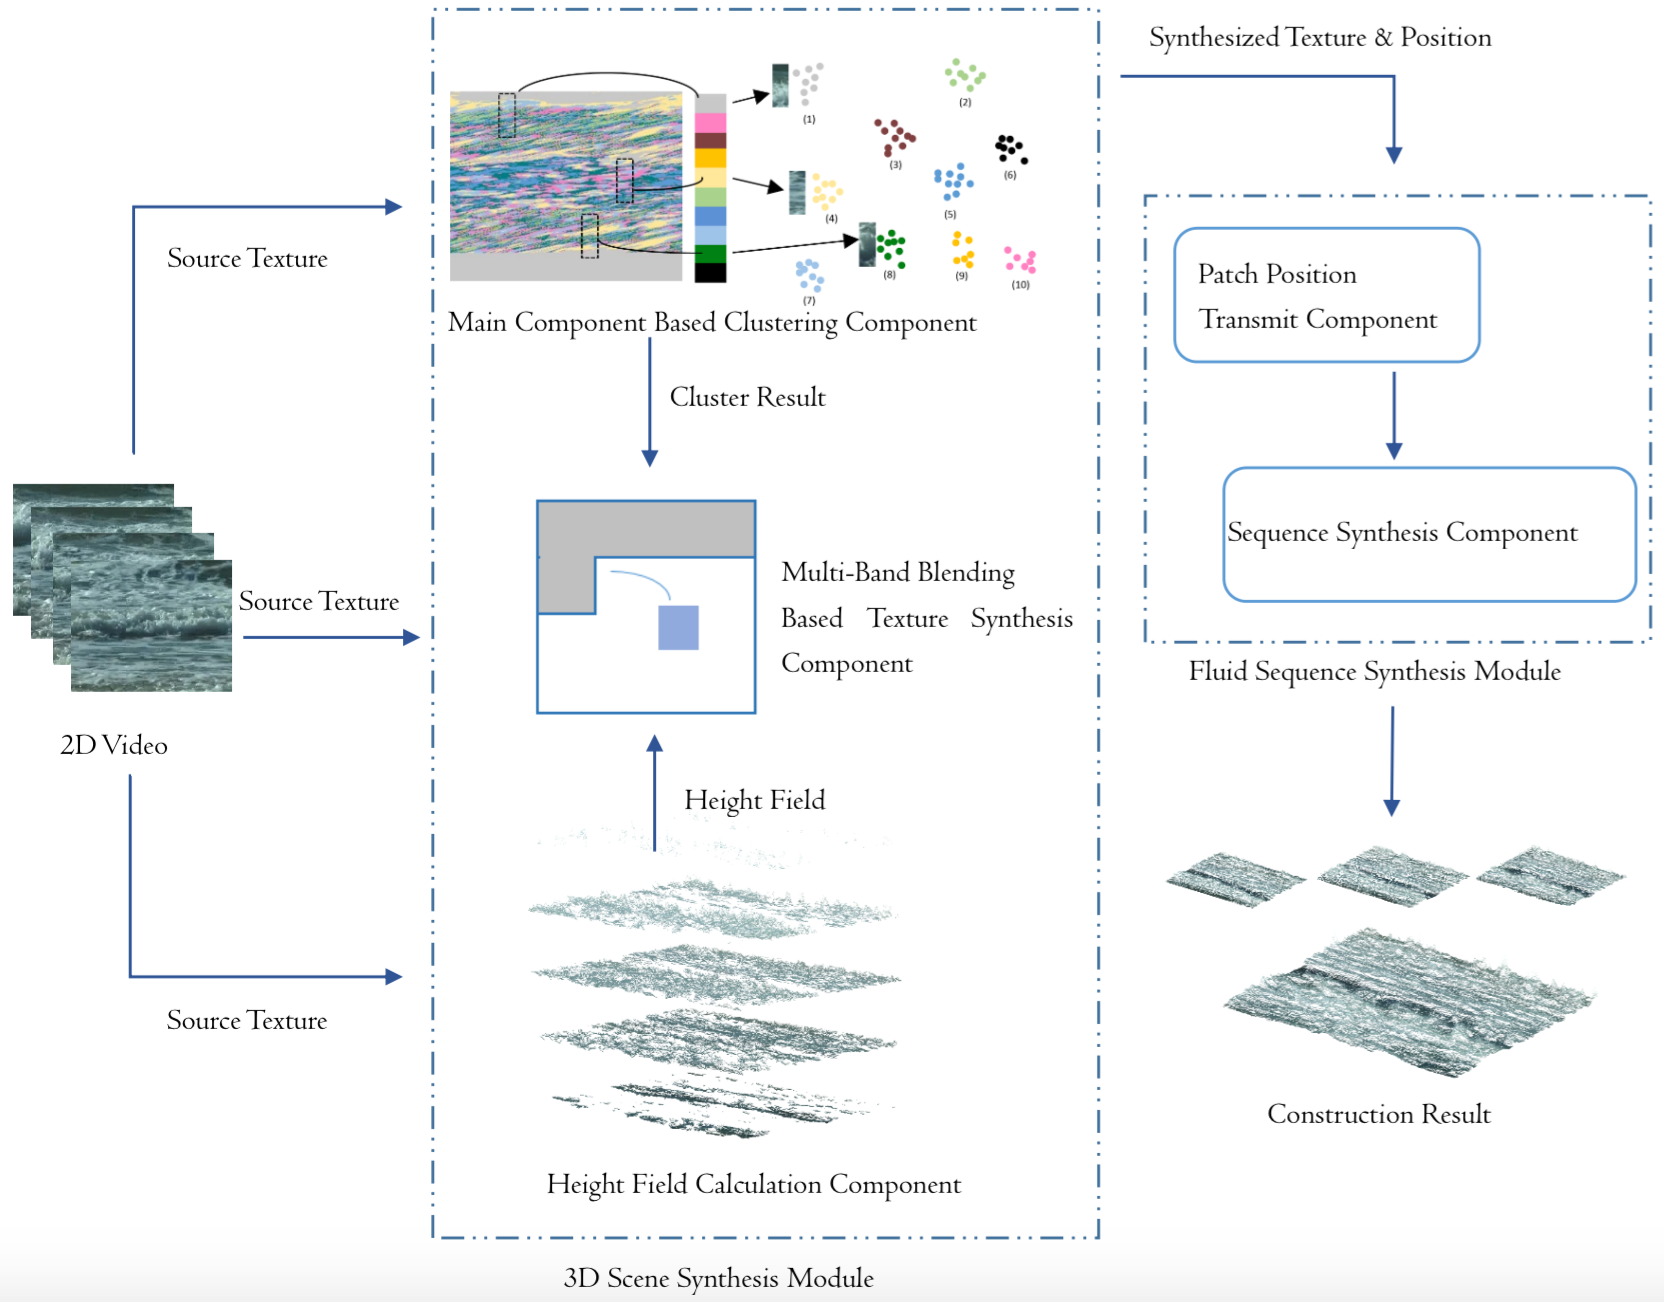 Synthesized Texture & Position
(1)
(2)
(3)
(6)
(4)
(5)
(8)
(9)
(10)
(7)
Source Texture
Main Component Based Clustering Component
Cluster Result
Patch Position
Transmit Component
Sequence Synthesis Component
Multi-Band Blending
Based Texture Synthesis
Component
Source Texture
2D Video
Fluid Sequence Synthesis Module
Height Field
Source Texture
Construction Result
Height Field Calculation Component
3D Scene Synthesis Module